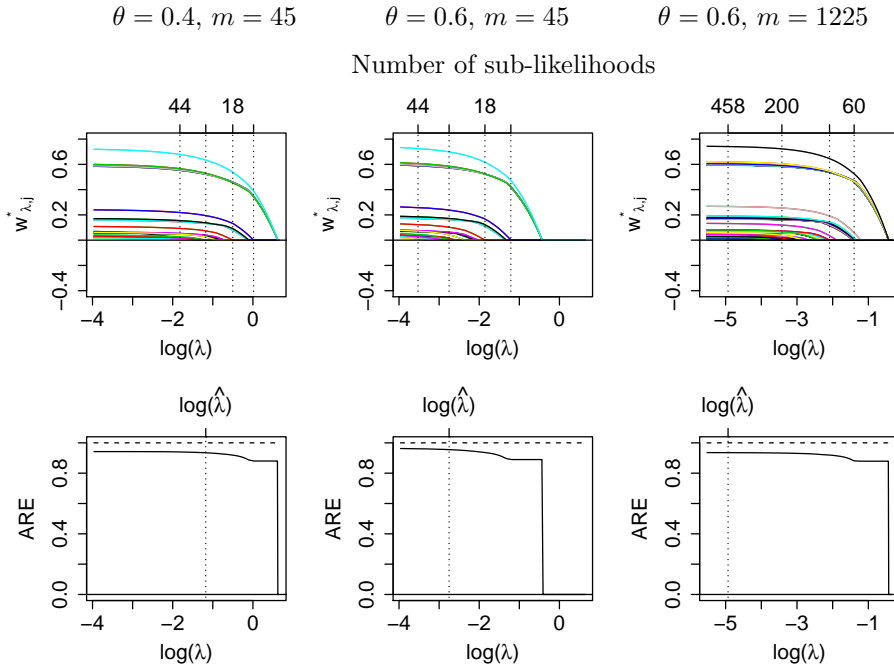 θ = 0.4, m = 45 θ = 0.6, m = 45 θ = 0.6, m = 1225
Number of sub-likelihoods
44 18 44 18 458 200 60
w*λ,j −0.4 0.2 0.6 w*λ,j −0.4 0.2 0.6 w*λ,j −0.4 0.2 0.6
−4 −2 0 −4 −2 0 −5 −3 −1
log(λ) log(λ) log(λ)
log(λ̂) log(λ̂) log(λ̂)
ARE 0.0 0.4 0.8 ARE 0.0 0.4 0.8 ARE 0.0 0.4 0.8
−4 −2 0 −4 −2 0 −5 −3 −1
log(λ) log(λ) log(λ)